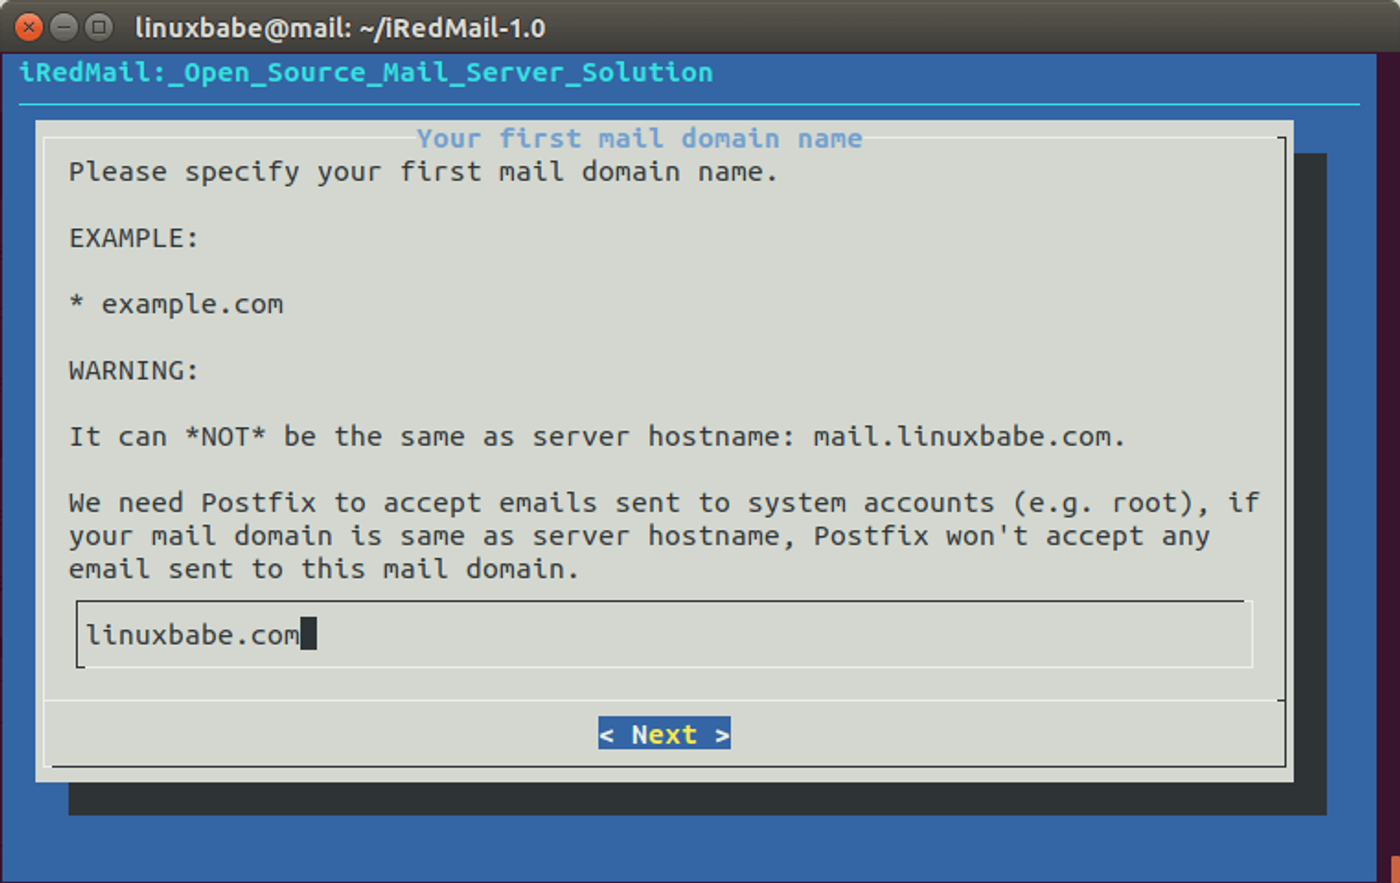 linuxbabe@mail: ~/iRedMail-1.0
iRedMail:_Open_Source_Mail_Server_Solution
Your first mail domain name
Please specify your first mail domain name.
EXAMPLE:
* example.com
WARNING:
It can *NOT* be the same as server hostname: mail.linuxbabe.com.
We need Postfix to accept emails sent to system accounts (e.g. root), if
your mail domain is same as server hostname, Postfix won't accept any
email sent to this mail domain.
linuxbabe.com
< Next >